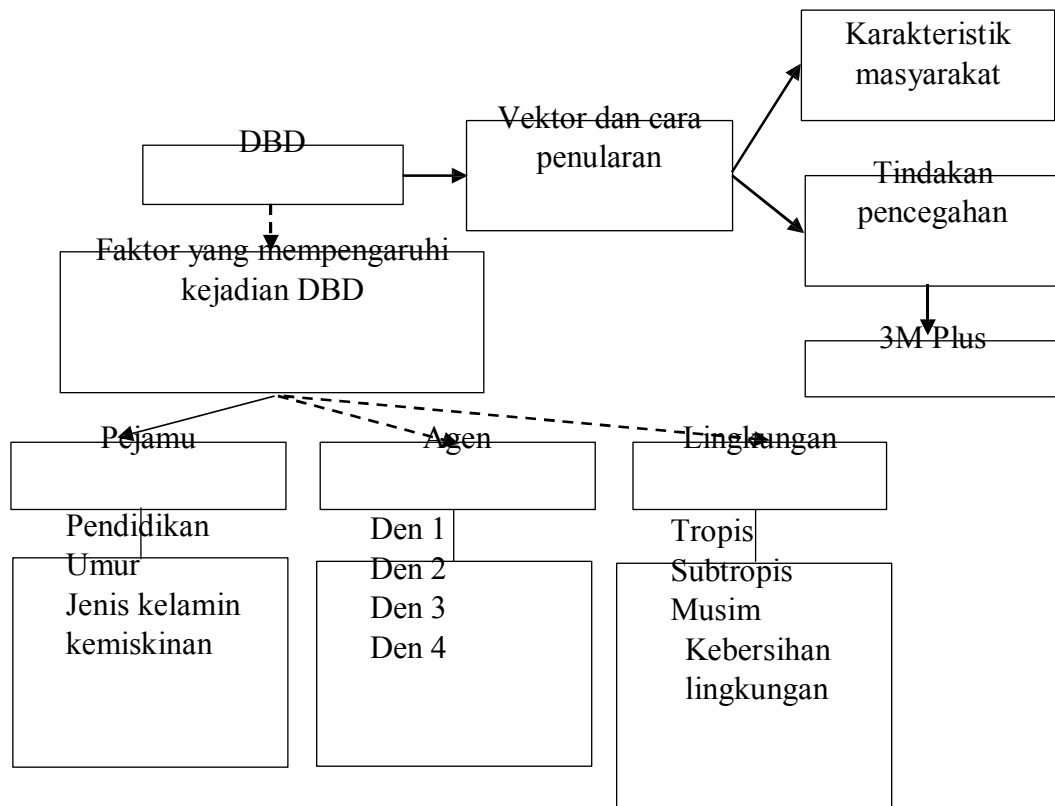 Karakteristik
masyarakat
DBD
Vektor dan cara
penularan
Tindakan
pencegahan
Faktor yang mempengaruhi
kejadian DBD
3M Plus
Pejamu
Agen
Lingkungan
Pendidikan
Umur
Jenis kelamin
kemiskinan
Den 1
Den 2
Den 3
Den 4
Tropis
Subtropis
Musim
Kebersihan
lingkungan